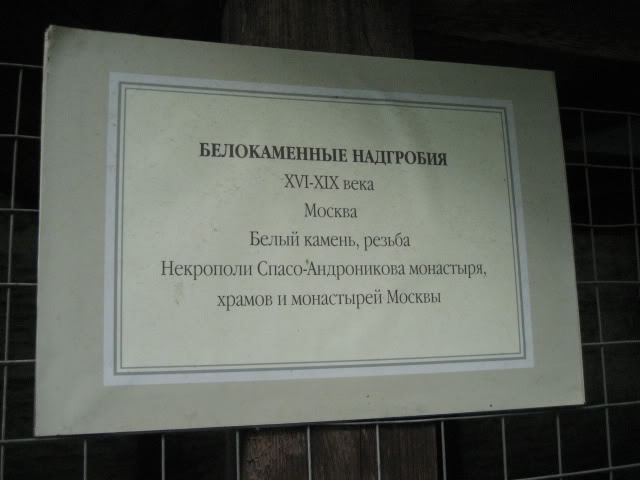 БЕЛОКАМЕННЫЕ НАДГРОБИЯ
XVI-XIX века
Москва
Белый камень, резьба
Некрополи Спасо-Андроникова монастыря,
храмов и монастырей Москвы